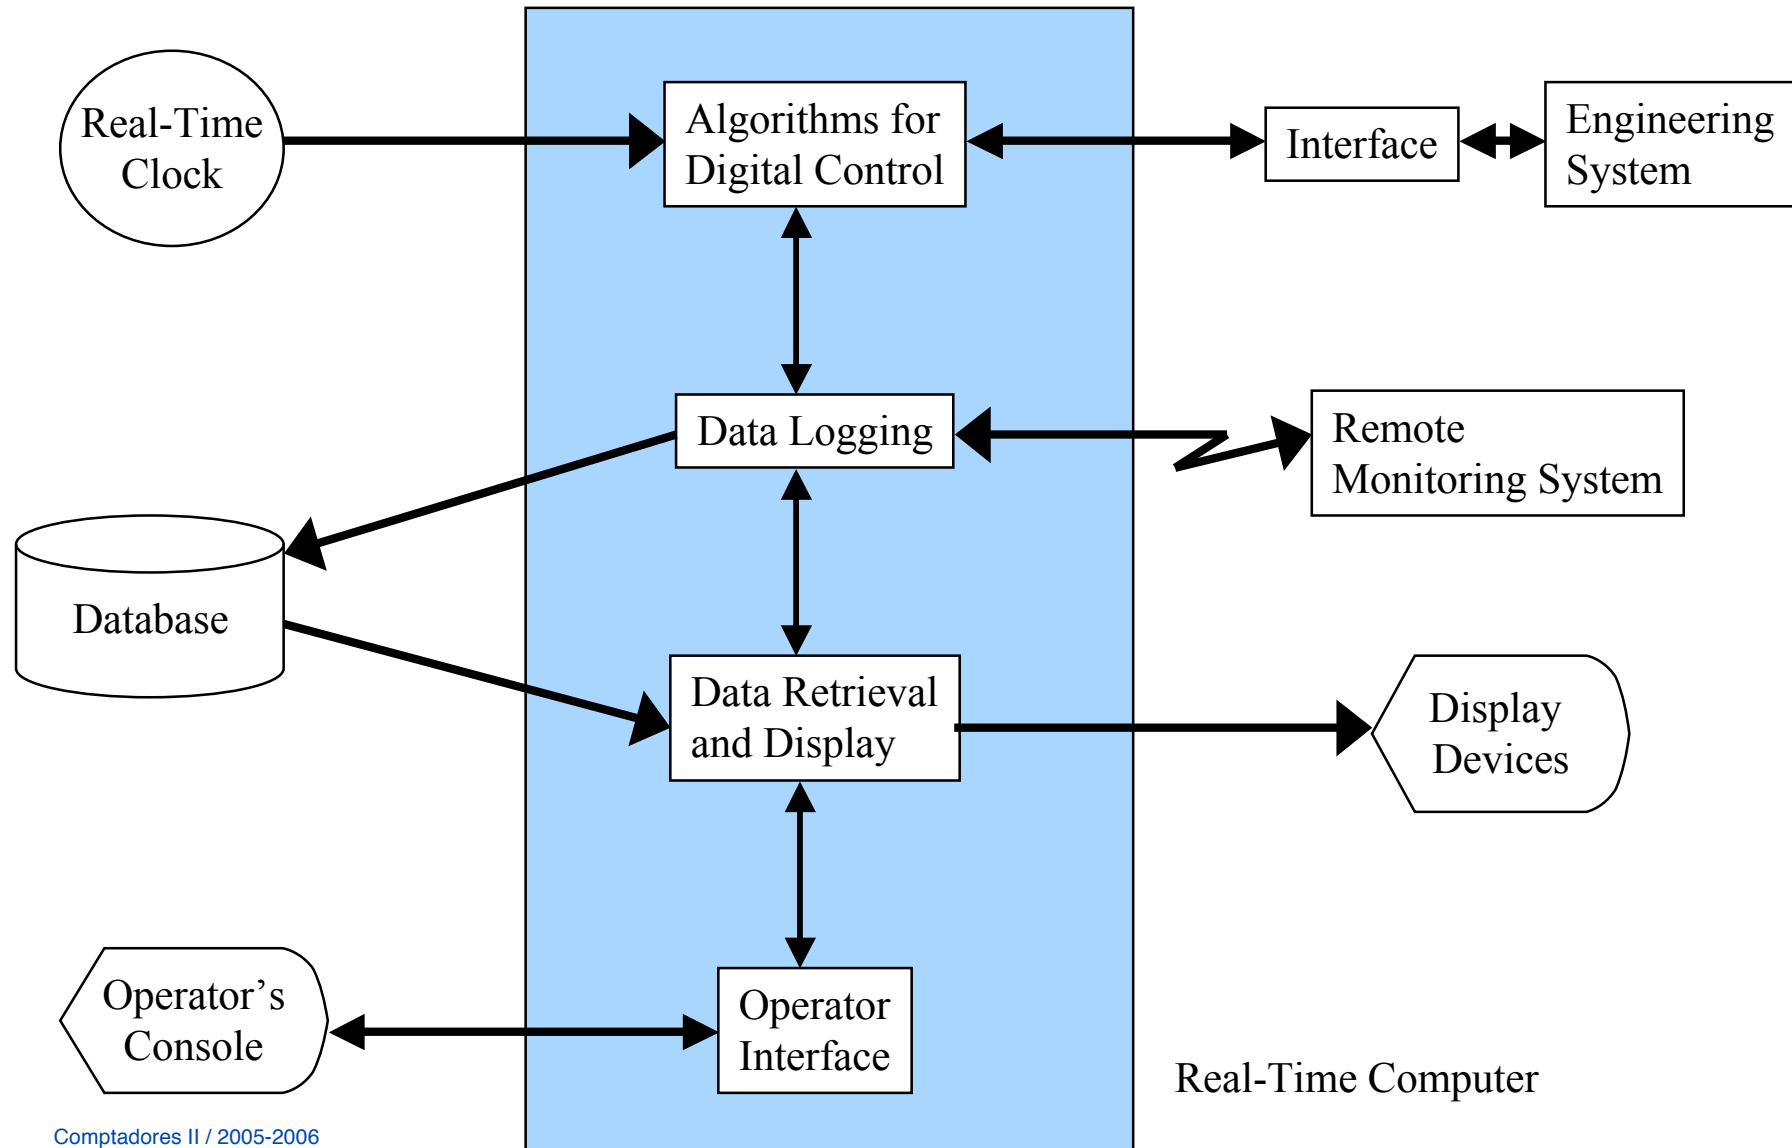 Real-Time
Clock
Algorithms for
Digital Control
Interface
Engineering
System
Data Logging
Remote
Monitoring System
Database
Data Retrieval
and Display
Display
Devices
Operator’s
Console
Operator
Interface
Real-Time Computer
Comptadores II / 2005-2006